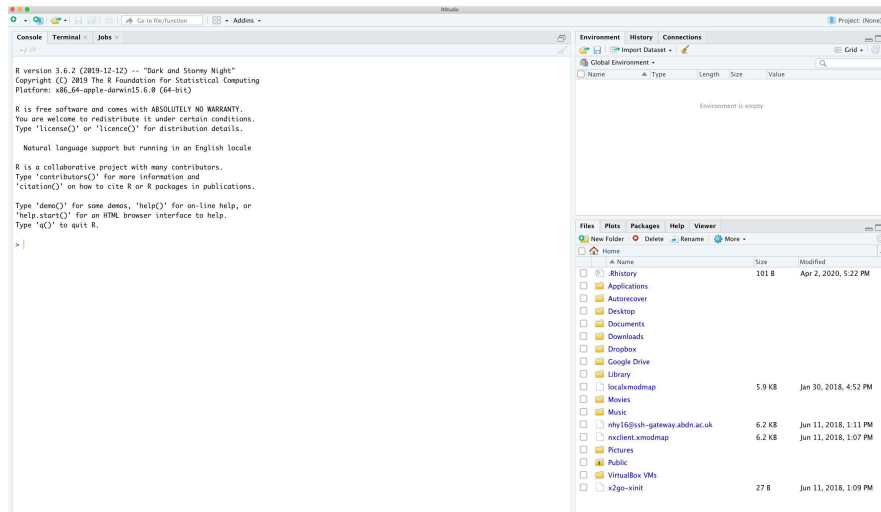 RStudio
Go to file/function
Addins
Project: (None)
Console Terminal Jobs
~/
R version 3.6.2 (2019-12-12) -- "Dark and Stormy Night"
Copyright (C) 2019 The R Foundation for Statistical Computing
Platform: x86_64-apple-darwin15.6.0 (64-bit)
R is free software and comes with ABSOLUTELY NO WARRANTY.
You are welcome to redistribute it under certain conditions.
Type 'license()' or 'licence()' for distribution details.
Natural language support but running in an English locale
R is a collaborative project with many contributors.
Type 'contributors()' for more information and
'citation()' on how to cite R or R packages in publications.
Type 'demo()' for some demos, 'help()' for on-line help, or
'help.start()' for an HTML browser interface to help.
Type 'q()' to quit R.
>
Environment History Connections
Import Dataset Grid
Global Environment
Name Type Length Size Value
Environment is empty
Files Plots Packages Help Viewer
New Folder Delete Rename More
Home
Name Size Modified
.Rhistory 101 B Apr 2, 2020, 5:22 PM
Applications
Autorecover
Desktop
Documents
Downloads
Dropbox
Google Drive
Library
localxmodmap 5.9 KB Jan 30, 2018, 4:52 PM
Movies
Music
nhy16@ssh-gateway.abdn.ac.uk 6.2 KB Jun 11, 2018, 1:11 PM
nxclient.xmodmap 6.2 KB Jun 11, 2018, 1:07 PM
Pictures
Public
VirtualBox VMs
x2go-xinit 27 B Jun 11, 2018, 1:09 PM